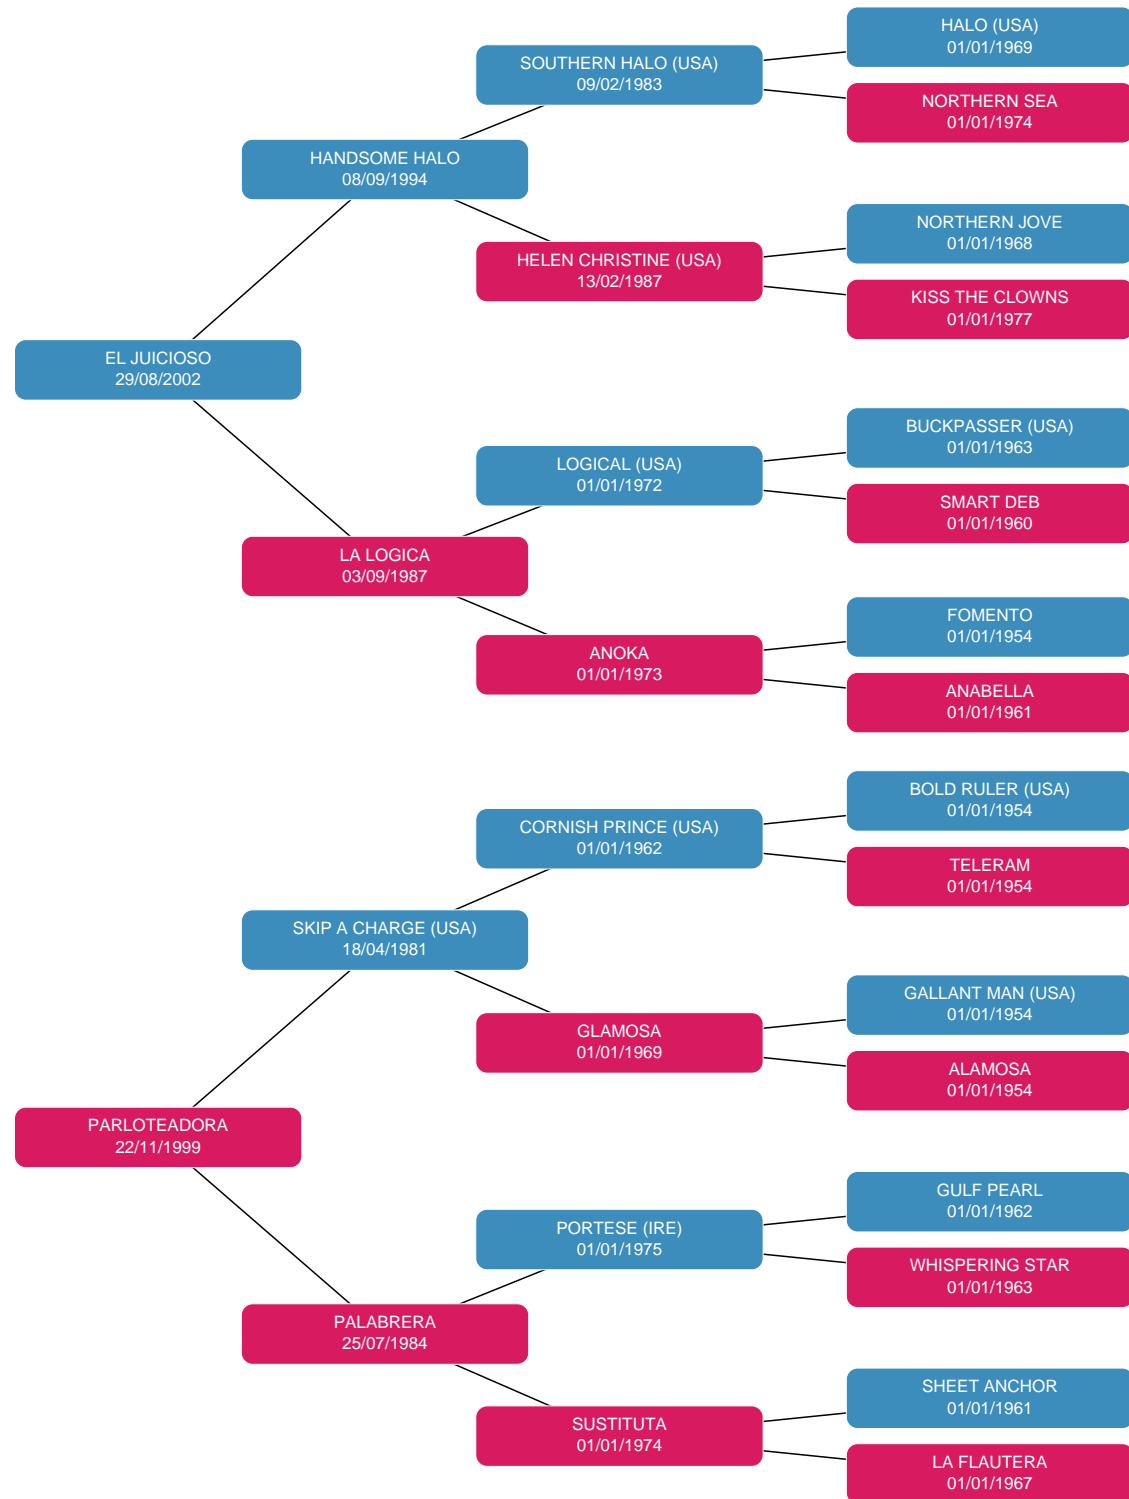 HALO (USA)
01/01/1969
SOUTHERN HALO (USA)
09/02/1983
NORTHERN SEA
01/01/1974
HANDSOME HALO
08/09/1994
NORTHERN JOVE
01/01/1968
HELEN CHRISTINE (USA)
13/02/1987
KISS THE CLOWNS
01/01/1977
EL JUICIOSO
29/08/2002
BUCKPASSER (USA)
01/01/1963
LOGICAL (USA)
01/01/1972
SMART DEB
01/01/1960
LA LOGICA
03/09/1987
FOMENTO
01/01/1954
ANOKA
01/01/1973
ANABELLA
01/01/1961
BOLD RULER (USA)
01/01/1954
CORNISH PRINCE (USA)
01/01/1962
TELERAM
01/01/1954
SKIP A CHARGE (USA)
18/04/1981
GALLANT MAN (USA)
01/01/1954
GLAMOSA
01/01/1969
ALAMOSA
01/01/1954
PARLOTEADORA
22/11/1999
GULF PEARL
01/01/1962
PORTESE (IRE)
01/01/1975
WHISPERING STAR
01/01/1963
PALABRERA
25/07/1984
SHEET ANCHOR
01/01/1961
SUSTITUTA
01/01/1974
LA FLAUTERA
01/01/1967